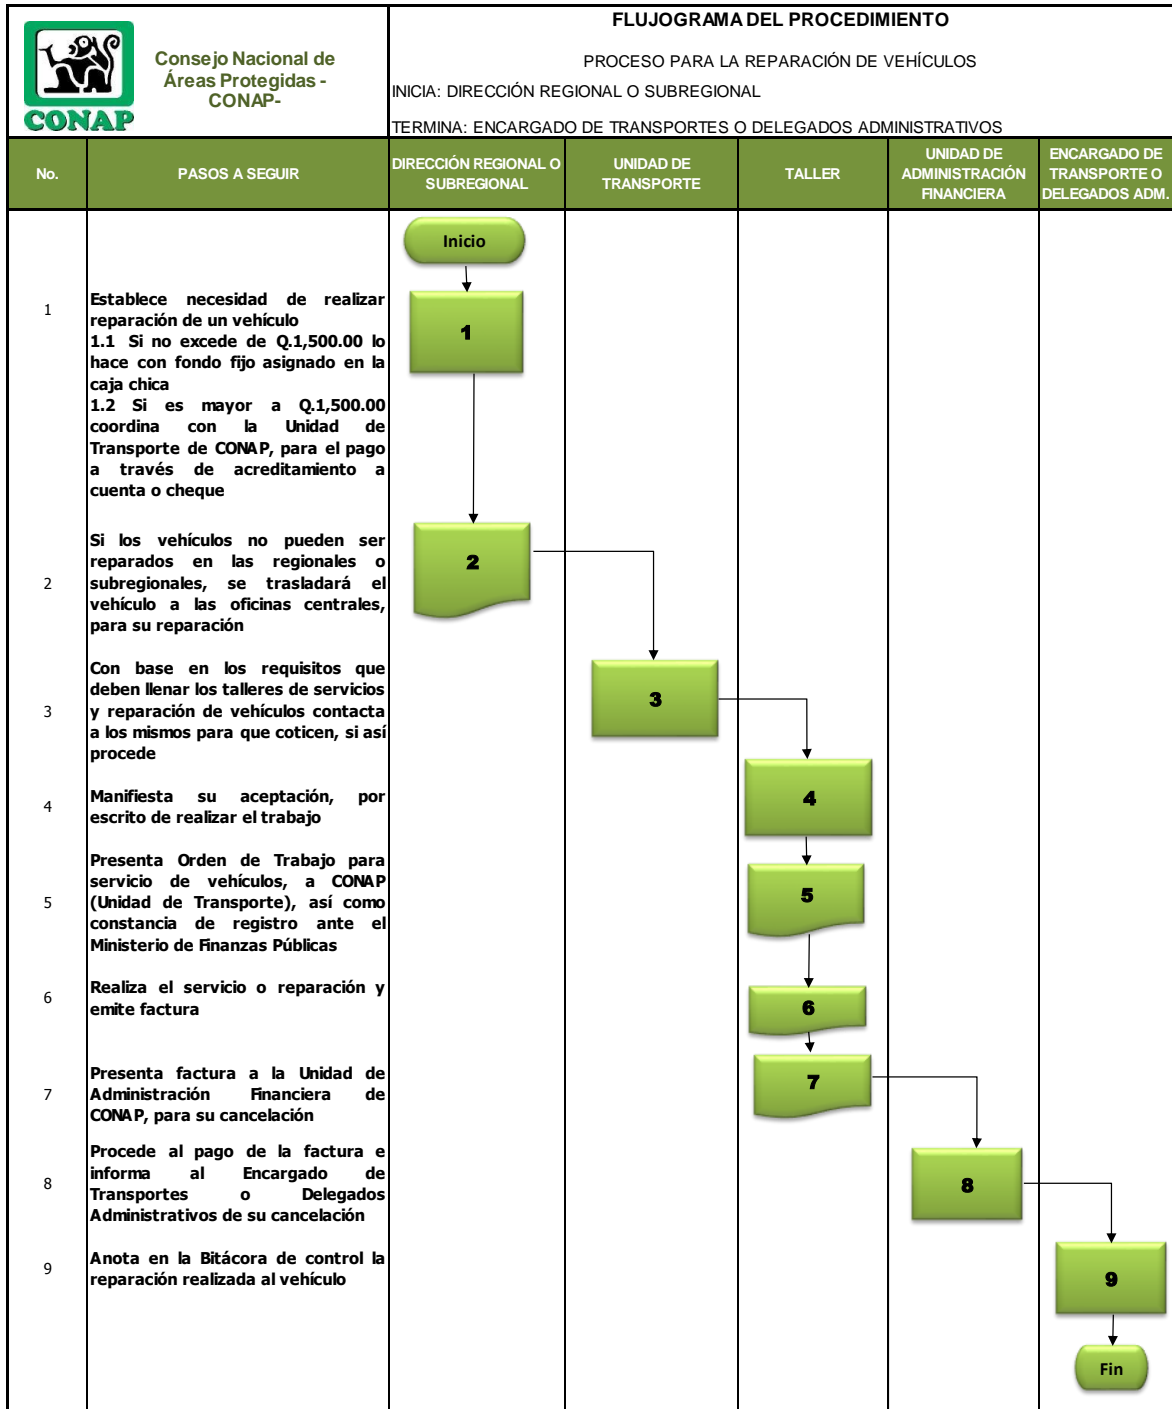 CONAP
Consejo Nacional de
Áreas Protegidas -
CONAP-
FLUJOGRAMA DEL PROCEDIMIENTO
PROCESO PARA LA REPARACIÓN DE VEHÍCULOS
INICIA: DIRECCIÓN REGIONAL O SUBREGIONAL
TERMINA: ENCARGADO DE TRANSPORTES O DELEGADOS ADMINISTRATIVOS
No.
PASOS A SEGUIR
DIRECCIÓN REGIONAL O
SUBREGIONAL
UNIDAD DE
TRANSPORTE
TALLER
UNIDAD DE
ADMINISTRACIÓN
FINANCIERA
ENCARGADO DE
TRANSPORTE O
DELEGADOS ADM.
Inicio
1
Establece necesidad de realizar
reparación de un vehículo
1.1 Si no excede de Q.1,500.00 lo
hace con fondo fijo asignado en la
caja chica
1.2 Si es mayor a Q.1,500.00
coordina con la Unidad de
Transporte de CONAP, para el pago
a través de acreditamiento a
cuenta o cheque
1
2
Si los vehículos no pueden ser
reparados en las regionales o
subregionales, se trasladará el
vehículo a las oficinas centrales,
para su reparación
2
3
Con base en los requisitos que
deben llenar los talleres de servicios
y reparación de vehículos contacta
a los mismos para que coticen, si así
procede
3
4
Manifiesta su aceptación, por
escrito de realizar el trabajo
4
5
Presenta Orden de Trabajo para
servicio de vehículos, a CONAP
(Unidad de Transporte), así como
constancia de registro ante el
Ministerio de Finanzas Públicas
5
6
Realiza el servicio o reparación y
emite factura
6
7
Presenta factura a la Unidad de
Administración Financiera de
CONAP, para su cancelación
7
8
Procede al pago de la factura e
informa al Encargado de
Transportes o Delegados
Administrativos de su cancelación
8
9
Anota en la Bitácora de control la
reparación realizada al vehículo
9
Fin